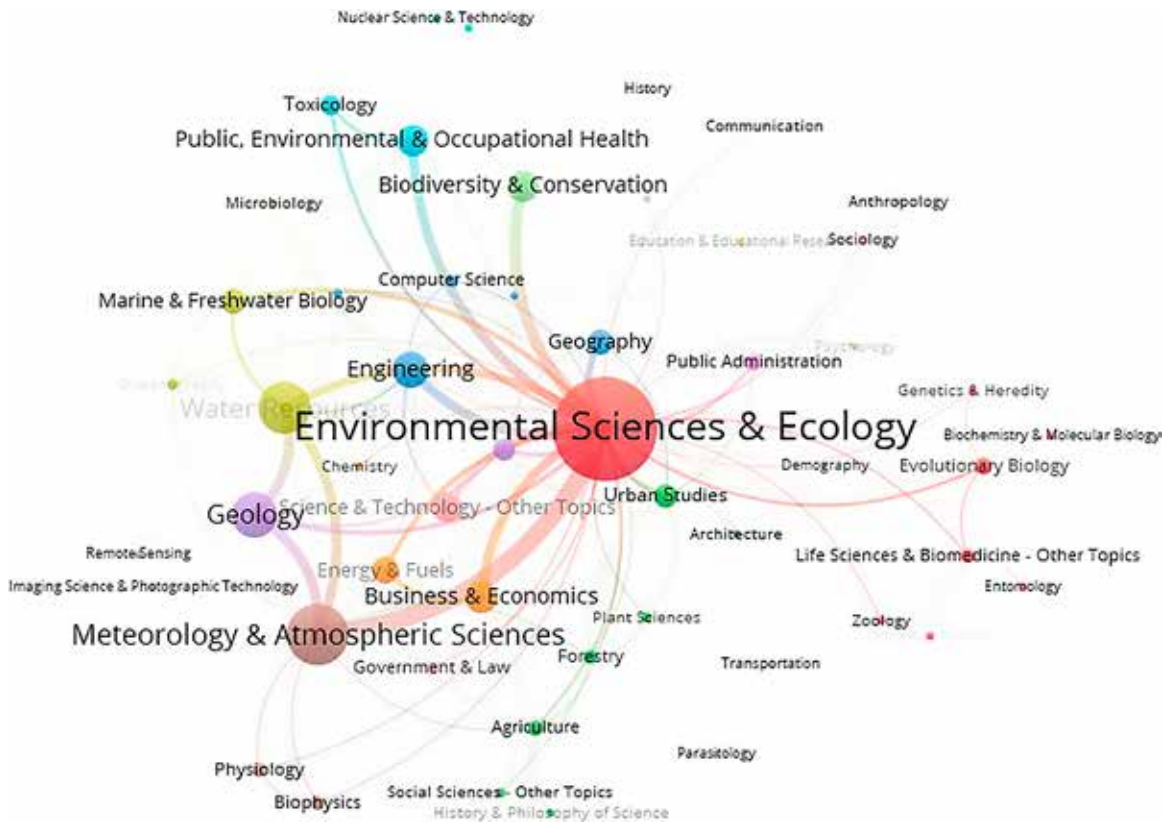 Nuclear Science & Technology
History
Toxicology
Communication
Public, Environmental & Occupational Health
Biodiversity & Conservation
Microbiology
Anthropology
Education & Educational Resea
Sociology
Computer Science
Marine & Freshwater Biology
Geography
Psychology
Public Administration
Engineering
Genetics & Heredity
Water Resources
Environmental Sciences & Ecology
Biochemistry & Molecular Biology
Chemistry
Demography
Evolutionary Biology
Urban Studies
Science & Technology - Other Topics
Geology
Architecture
Remote Sensing
Life Sciences & Biomedicine - Other Topics
Energy & Fuels
Imaging Science & Photographic Technology
Entomology
Business & Economics
Plant Sciences
Zoology
Meteorology & Atmospheric Sciences
Forestry
Government & Law
Transportation
Agriculture
Parasitology
Physiology
Social Sciences - Other Topics
Biophysics
History & Philosophy of Science